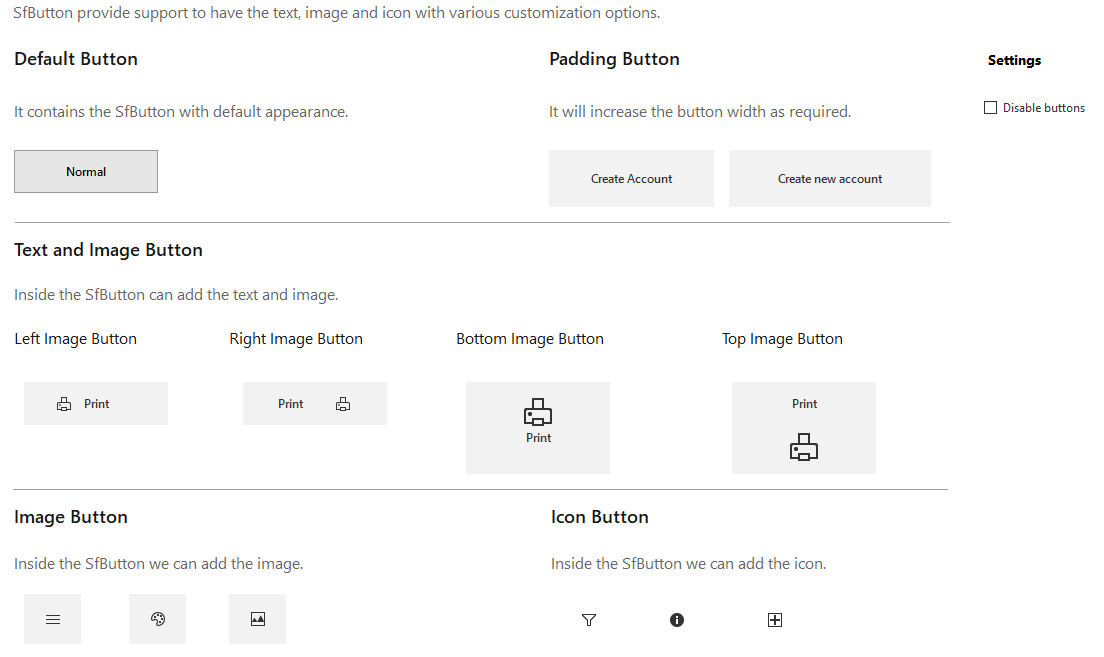 SfButton provide support to have the text, image and icon with various customization options.
Default Button
Padding Button
Settings
It contains the SfButton with default appearance.
It will increase the button width as required.
Disable buttons
Normal
Create Account
Create new account
Text and Image Button
Inside the SfButton can add the text and image.
Left Image Button
Right Image Button
Bottom Image Button
Top Image Button
Print
Print
Print
Print
Image Button
Icon Button
Inside the SfButton we can add the image.
Inside the SfButton we can add the icon.